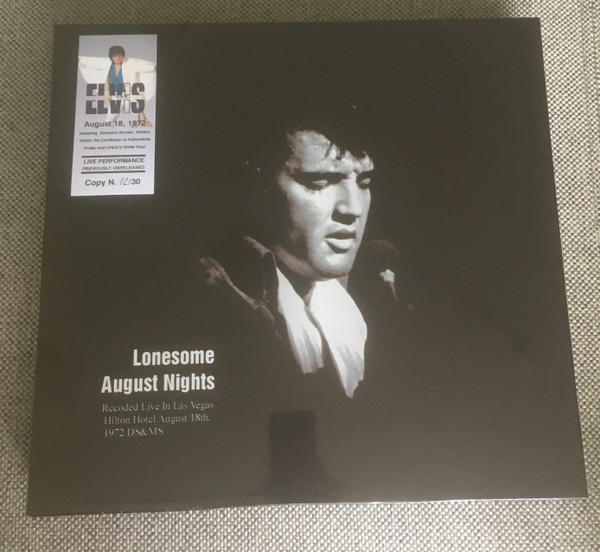 ELVIS
August 18, 1972
LIVE PERFORMANCE
PREVIOUSLY UNRELEASED
Copy N. 12/30
Lonesome
August Nights
Recoded Live In Las Vegas
Hilton Hotel August 18th,
1972 DS&MS